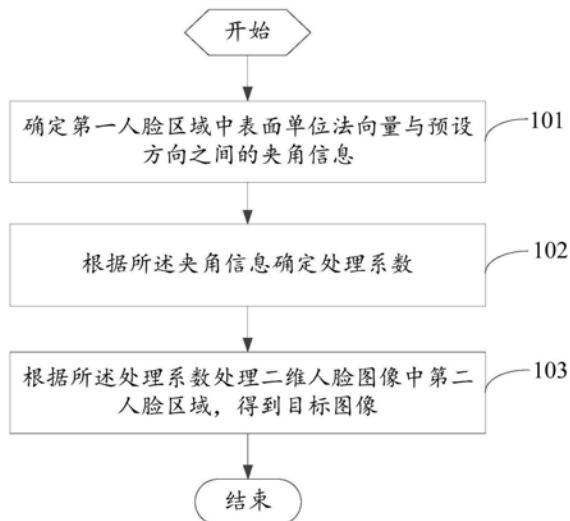 开始
确定第一人脸区域中表面单位法向量与预设
方向之间的夹角信息
101
根据所述夹角信息确定处理系数
102
根据所述处理系数处理二维人脸图像中第二
人脸区域，得到目标图像
103
结束